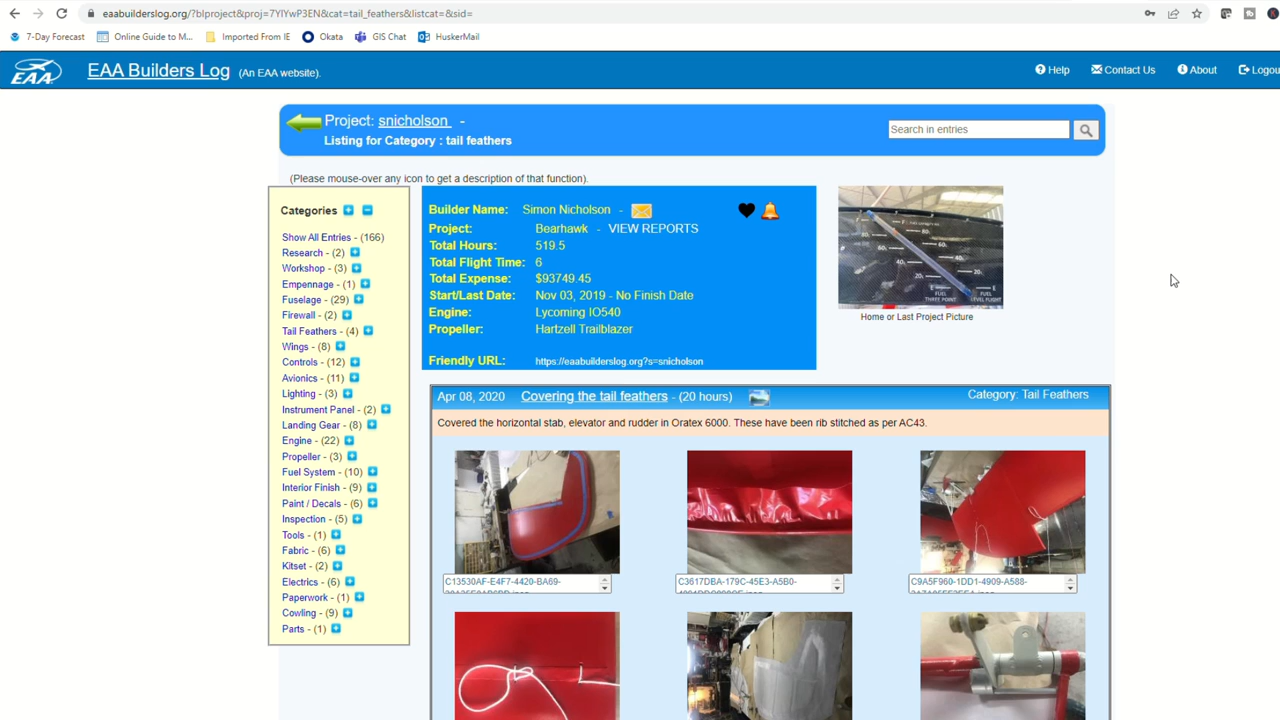 eaabuilderslog.org/?blproject&proj=7YlYwP3EN&cat=tail_feathers&listcat=&sid=
7-Day Forecast
Online Guide to M...
Imported From IE
Okata
GIS Chat
HuskerMail
EAA
EAA Builders Log (An EAA website).
Help
Contact Us
About
Logou
Project: snicholson -
Listing for Category : tail feathers
Search in entries
(Please mouse-over any icon to get a description of that function).
Categories
Show All Entries - (166)
Research - (2)
Workshop - (3)
Empennage - (1)
Fuselage - (29)
Firewall - (2)
Tail Feathers - (4)
Wings - (8)
Controls - (12)
Avionics - (11)
Lighting - (3)
Instrument Panel - (2)
Landing Gear - (8)
Engine - (22)
Propeller - (3)
Fuel System - (10)
Interior Finish - (9)
Paint / Decals - (6)
Inspection - (5)
Tools - (1)
Fabric - (6)
Kitset - (2)
Electrics - (6)
Paperwork - (1)
Cowling - (9)
Parts - (1)
Builder Name: Simon Nicholson -
Project: Bearhawk - VIEW REPORTS
Total Hours: 519.5
Total Flight Time: 6
Total Expense: $93749.45
Start/Last Date: Nov 03, 2019 - No Finish Date
Engine: Lycoming IO540
Propeller: Hartzell Trailblazer
Friendly URL: https://eaabuilderslog.org?s=snicholson
FUEL THREE POINT
FUEL LEVEL FLIGHT
Home or Last Project Picture
Apr 08, 2020 Covering the tail feathers - (20 hours)
Category: Tail Feathers
Covered the horizontal stab, elevator and rudder in Oratex 6000. These have been rib stitched as per AC43.
C13530AF-E4F7-4420-BA69-
C3617DBA-179C-45E3-A5B0-
C9A5F960-1DD1-4909-A588-